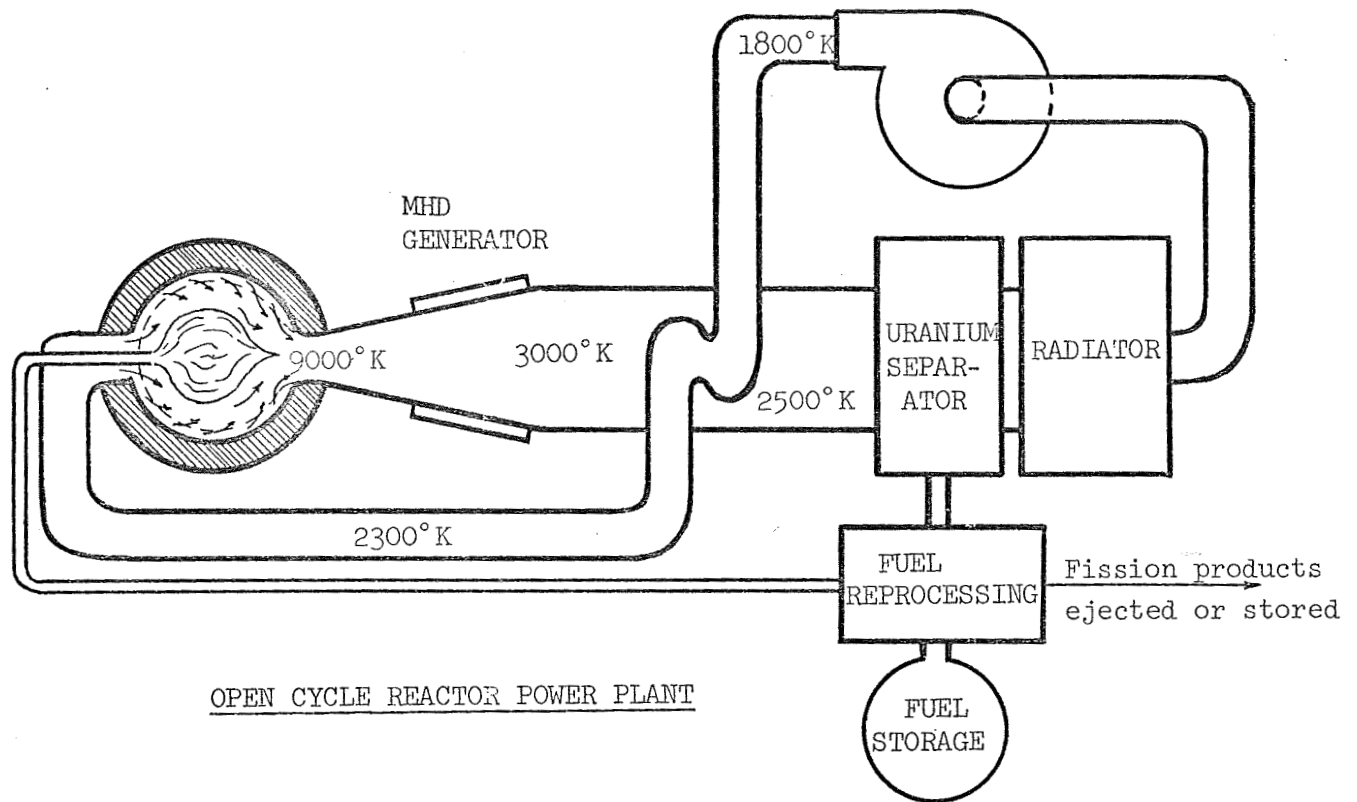 1800°K
MHD
GENERATOR
9000°K
3000°K
2500°K
URANIUM
SEPAR-
ATOR
RADIATOR
2300°K
FUEL
REPROCESSING
Fission products
ejected or stored
OPEN CYCLE REACTOR POWER PLANT
FUEL
STORAGE